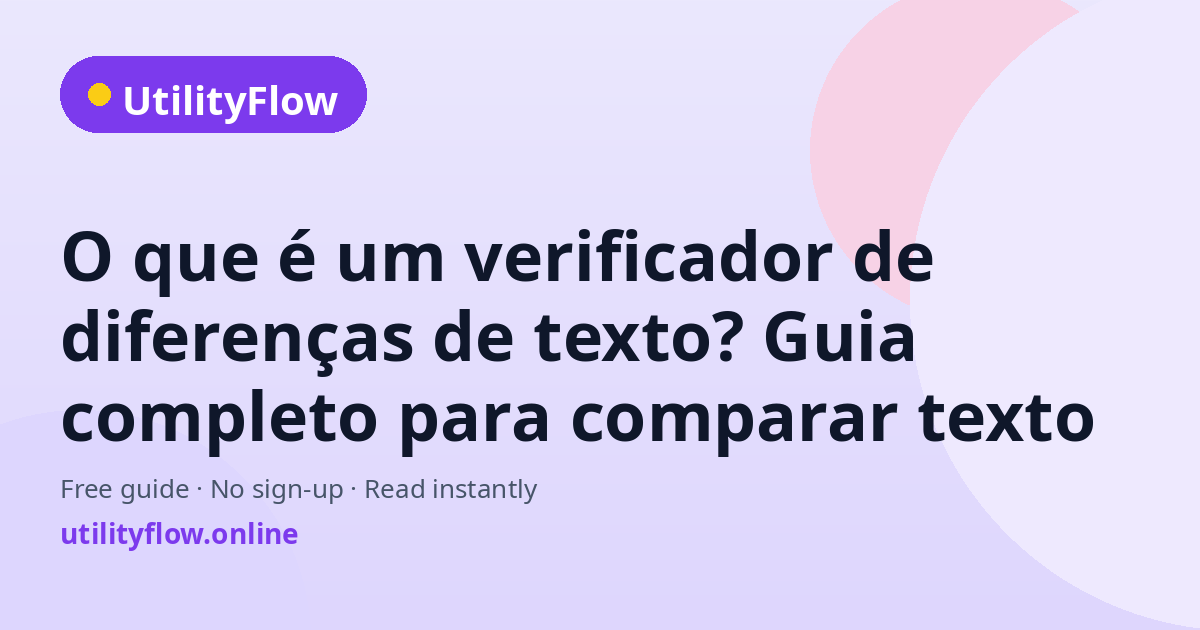 UtilityFlow
O que é um verificador de
diferenças de texto? Guia
completo para comparar texto
Free guide · No sign-up · Read instantly
utilityflow.online